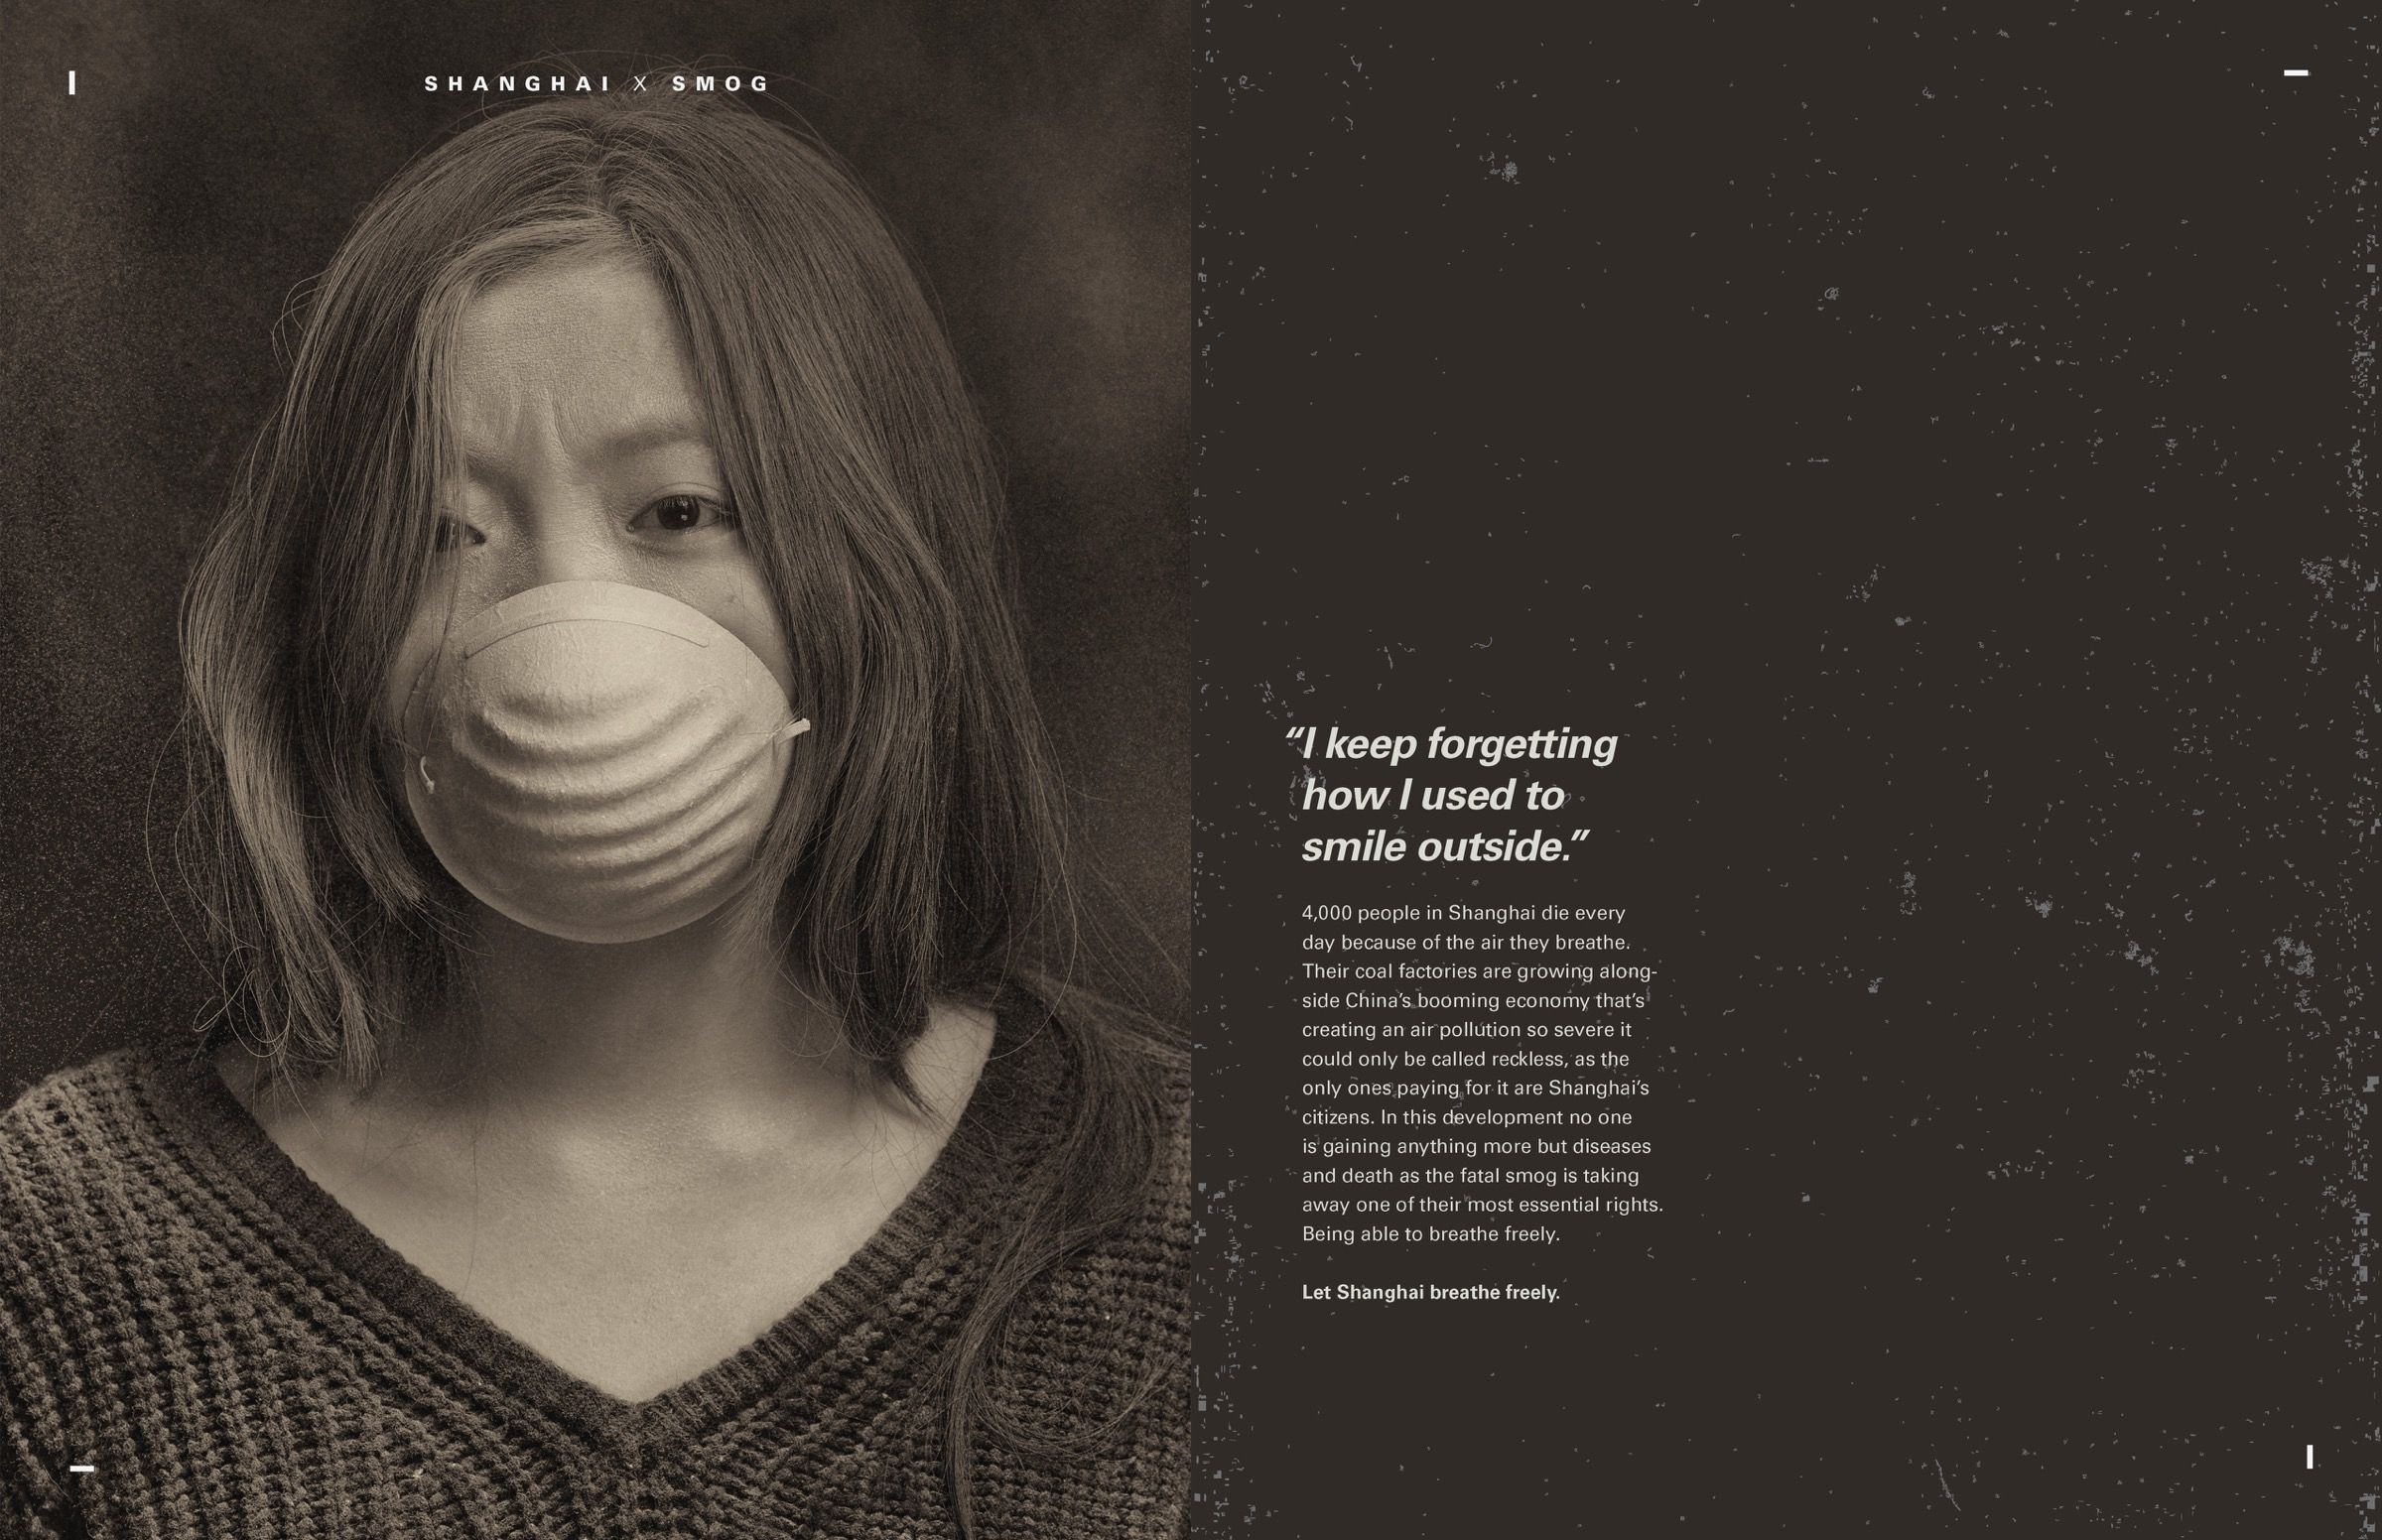 SHANGHAI X SMOG
“I keep forgetting
how I used to
smile outside.”
4,000 people in Shanghai die every
day because of the air they breathe.
Their coal factories are growing along-
side China’s booming economy that’s
creating an air pollution so severe it
could only be called reckless, as the
only ones paying for it are Shanghai’s
citizens. In this development no one
is gaining anything more but diseases
and death as the fatal smog is taking
away one of their most essential rights.
Being able to breathe freely.
Let Shanghai breathe freely.